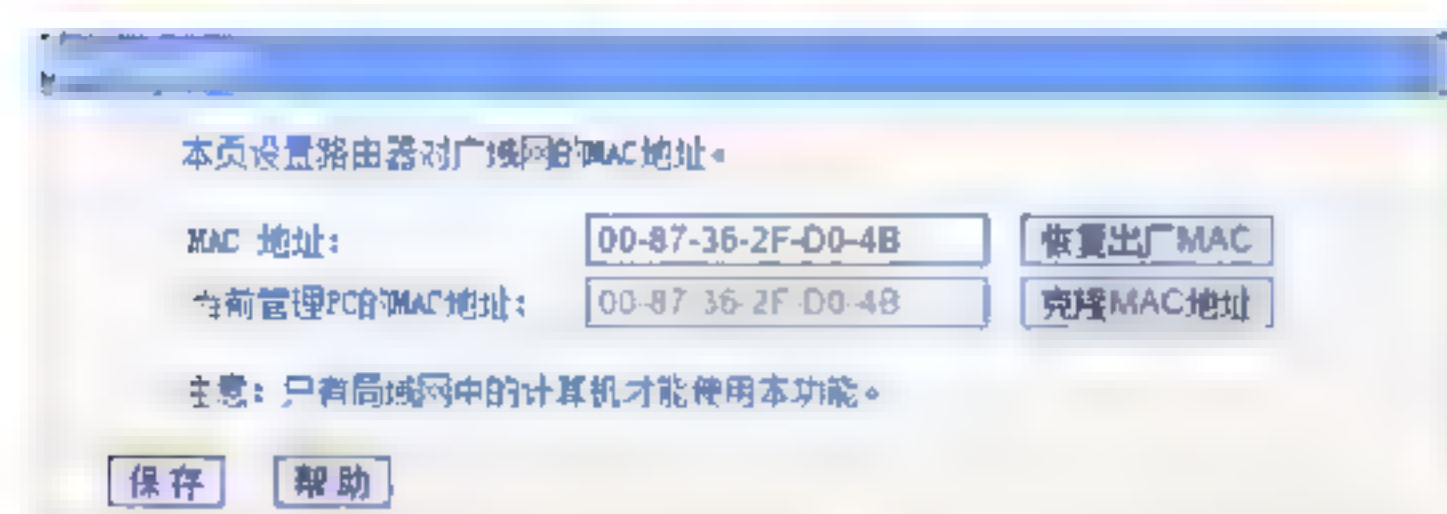 本页设置路由器对广域网的MAC地址。
MAC 地址: 00-87-36-2F-D0-4B 恢复出厂MAC
当前管理PC的MAC地址: 00-87-36-2F-D0-4B 克隆MAC地址
主意: 只有局域网中的计算机才能使用本功能。
保存 帮助